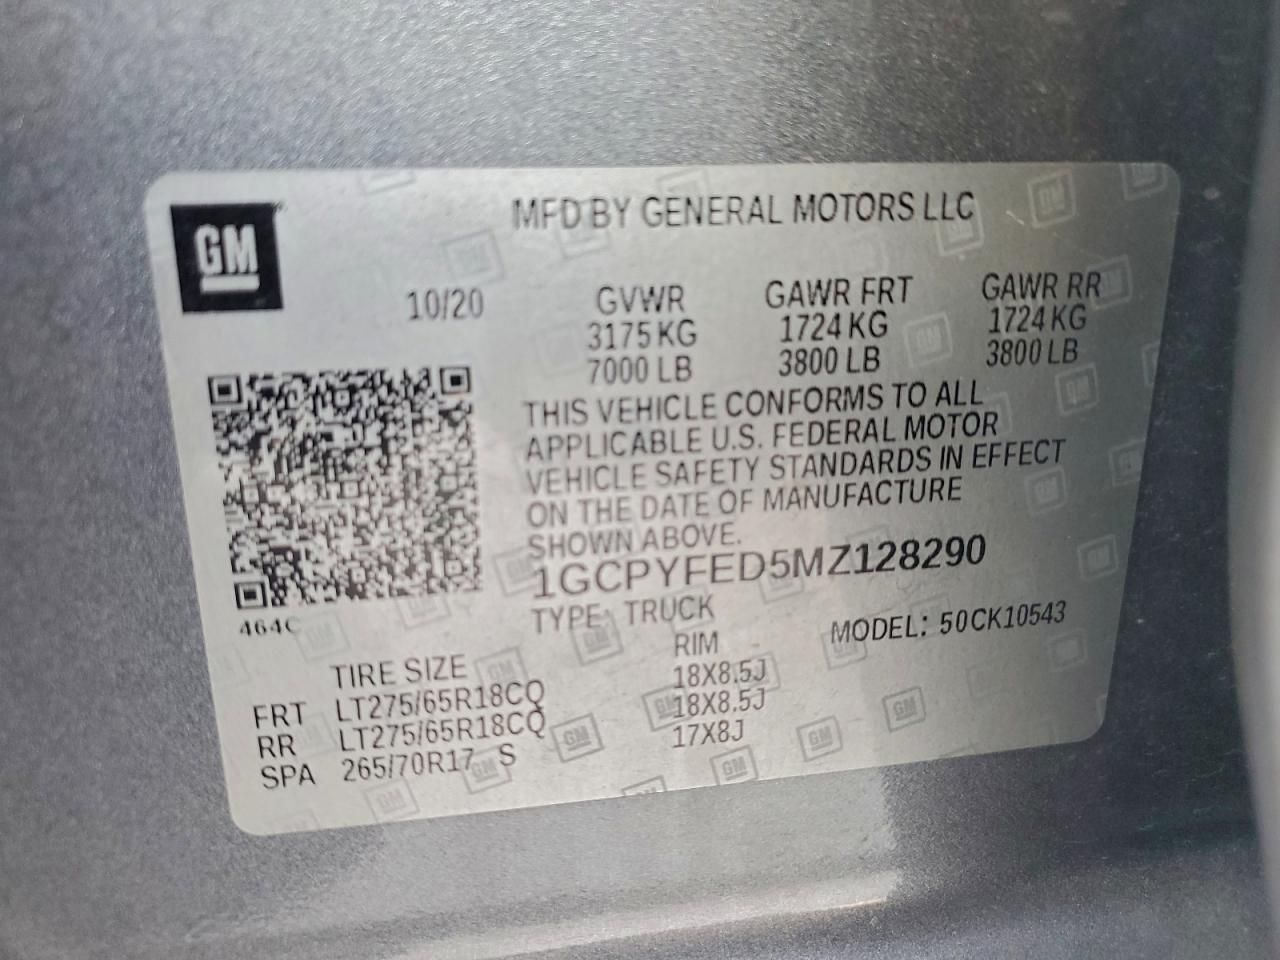 GM
MFD BY GENERAL MOTORS LLC
10/20 GVWR GAWR FRT GAWR RR
3175 KG 1724 KG 1724 KG
7000 LB 3800 LB 3800 LB
THIS VEHICLE CONFORMS TO ALL
APPLICABLE U.S. FEDERAL MOTOR
VEHICLE SAFETY STANDARDS IN EFFECT
ON THE DATE OF MANUFACTURE
SHOWN ABOVE.
1GCPYFED5MZ128290
464C
TYPE: TRUCK
MODEL: 50CK10543
TIRE SIZE RIM
FRT LT275/65R18CQ 18X8.5J
RR LT275/65R18CQ 18X8.5J
SPA 265/70R17 S 17X8J